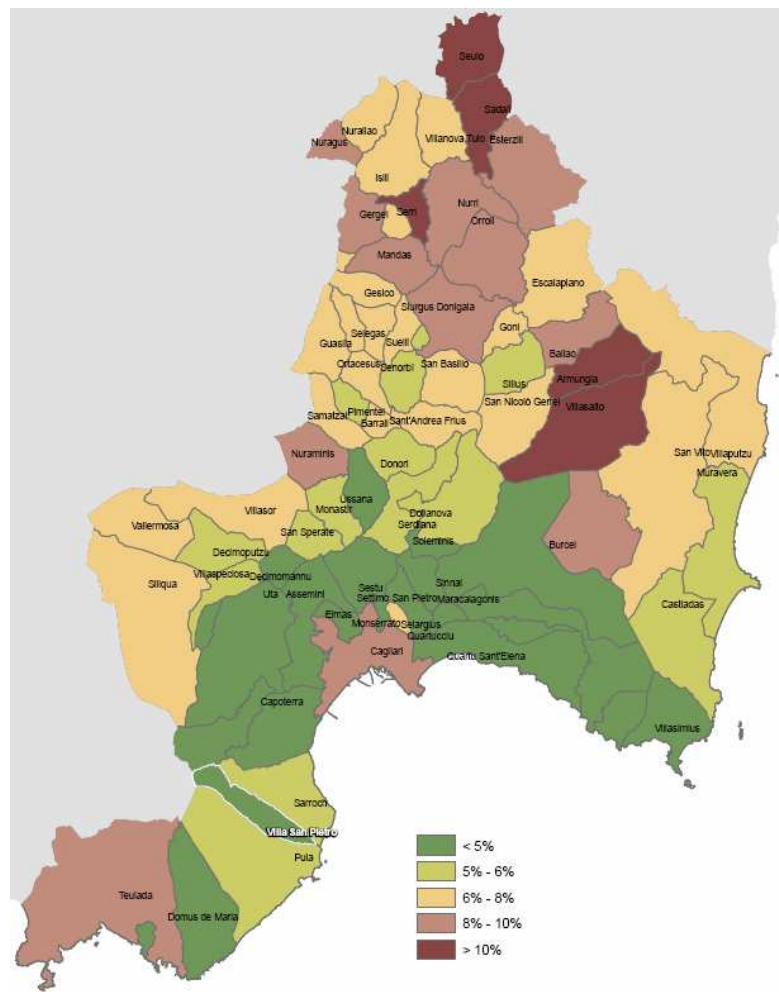 Seulo
Sadali
Nurallao
Villanova Tulo
Esterzili
Nuragus
Isili
Nurri
Gergei
Serri
Orroli
Mandas
Escalaplano
Gesico
Siurgus Donigala
Goni
Selegas
Guasila
Suelli
Ballao
Ortacesus
San Basilio
Senorbi
Silius
Armungia
Villasalto
San Nicolò Gerrei
Pimentel
Samatzai
Sant'Andrea Frius
Barrali
San Vito
Villaputzu
Nuraminis
Donori
Muravera
Ussana
Villasor
Monastir
Dolianova
Vallermosa
Serdiana
San Sperate
Soleminis
Burcei
Decimoputzu
Villaspeciosa
Decimomannu
Siliqua
Sinnai
Uta
Assemini
Sestu
Settimo San Pietro
Maracalagonis
Castiadas
Elmas
Monserrato
Selargius
Quartucciu
Cagliari
Quartu Sant'Elena
Capoterra
Villasimius
Sarroch
Villa San Pietro
Pula
Teulada
Domus de Maria
< 5%
5% - 6%
6% - 8%
8% - 10%
> 10%